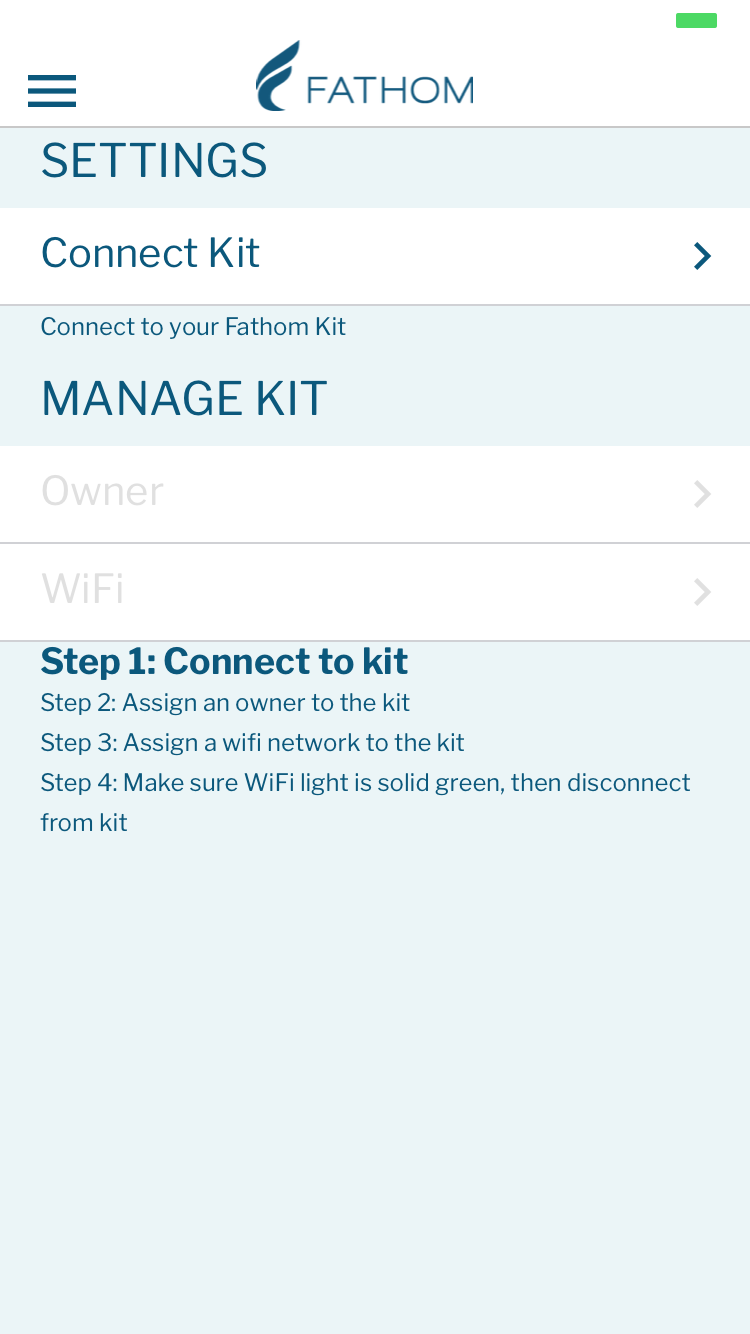 FATHOM
SETTINGS
Connect Kit
Connect to your Fathom Kit
MANAGE KIT
Owner
WiFi
Step 1: Connect to kit
Step 2: Assign an owner to the kit
Step 3: Assign a wifi network to the kit
Step 4: Make sure WiFi light is solid green, then disconnect
from kit